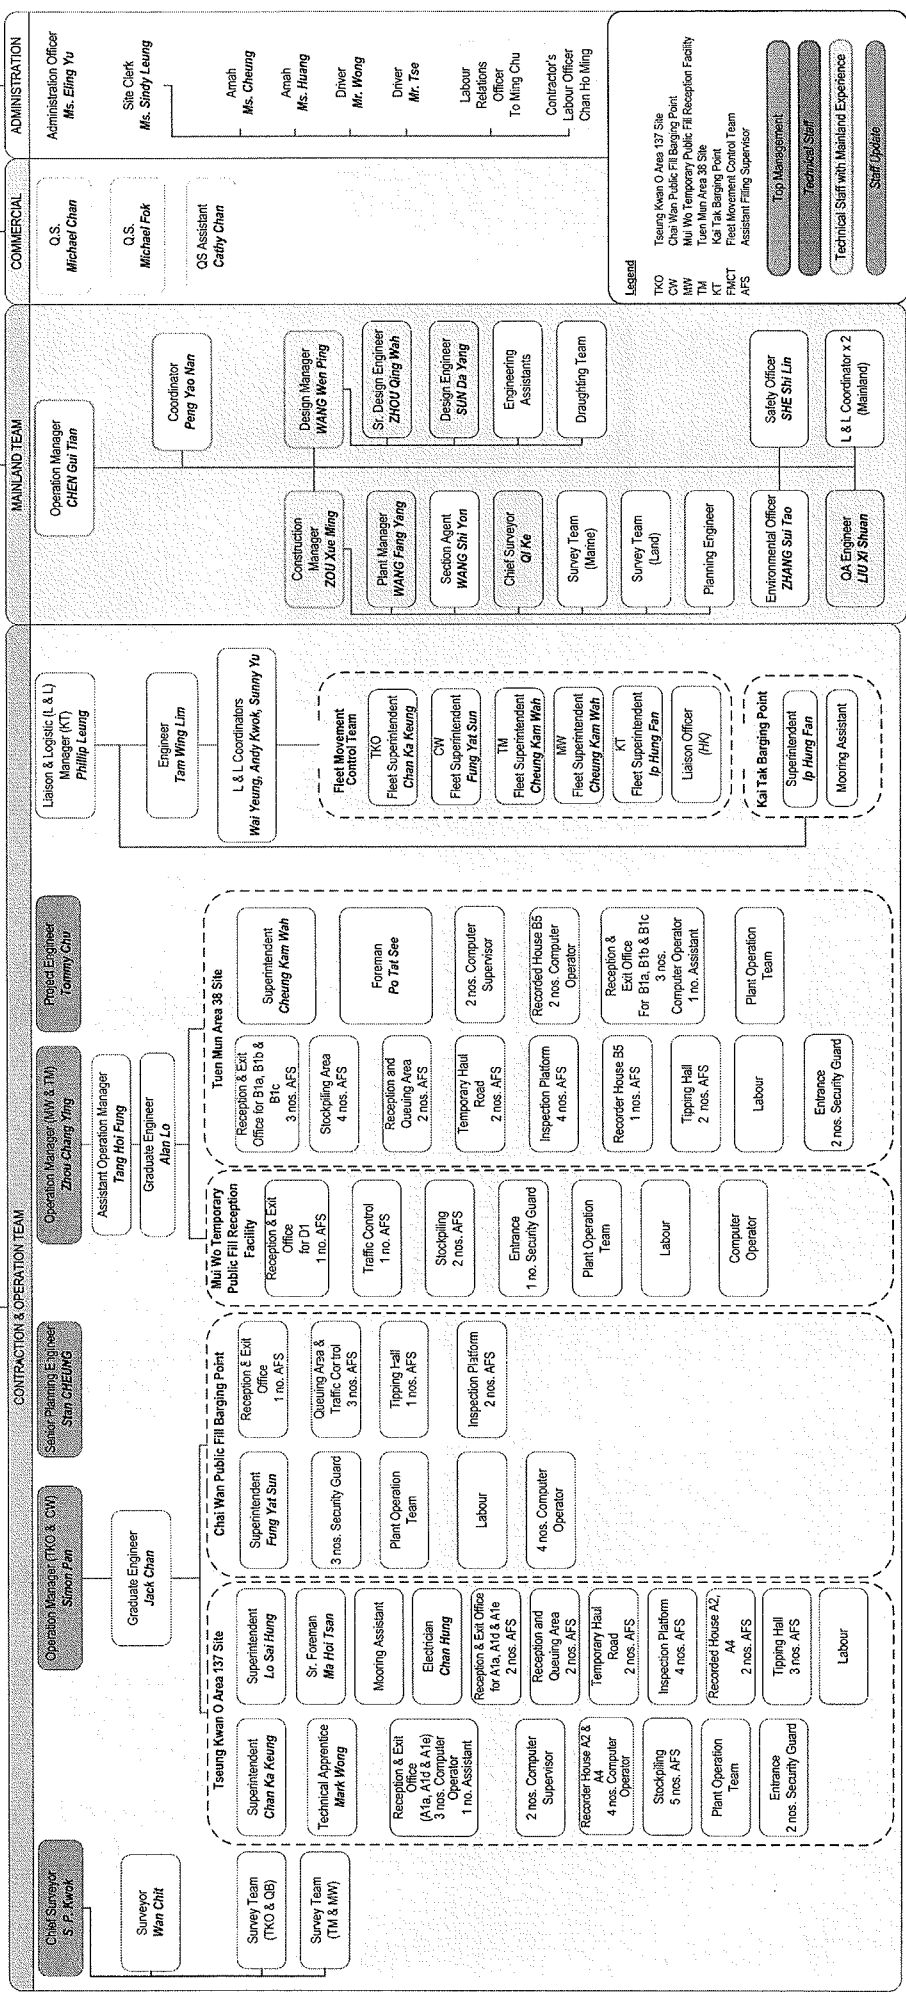 CONTRACTION & OPERATION TEAM
Chief Surveyor
S. P. Kwok
Surveyor
Wan Chit
Survey Team
(TKO & QB)
Survey Team
(TM & MW)
Operation Manager (TKO & CW)
Simon Pan
Graduate Engineer
Jack Chan
Senior Planning Engineer
Stan CHEUNG
Tseung Kwan O Area 137 Site
Superintendent
Chan Ka Keung
Technical Apprentice
Mark Wong
Reception & Exit
Office
(A1a, A1d & A1e)
3 nos. Computer
Operator
1 no. Assistant
2 nos. Computer
Supervisor
Recorder House A2 &
A4
4 nos. Computer
Operator
Stockpiling
5 nos. AFS
Plant Operation
Team
Entrance
2 nos. Security Guard
Superintendent
Lo Sai Hung
Sr. Foreman
Ma Hoi Tsan
Mooring Assistant
Electrician
Chan Hung
Reception & Exit Office
for A1a, A1d & A1e
2 nos. AFS
Reception and
Queuing Area
2 nos. AFS
Temporary Haul
Road
2 nos. AFS
Inspection Platform
4 nos. AFS
Recorded House A2,
A4
2 nos. AFS
Tipping Hall
3 nos. AFS
Labour
Chai Wan Public Fill Barging Point
Superintendent
Fung Yat Sun
3 nos. Security Guard
Plant Operation
Team
Labour
4 nos. Computer
Operator
Reception & Exit
Office
1 no. AFS
Queuing Area &
Traffic Control
3 nos. AFS
Tipping Hall
1 nos. AFS
Inspection Platform
2 nos. AFS
Operation Manager (MW & TM)
Zhou Chang Ying
Assistant Operation Manager
Tang Hoi Fung
Graduate Engineer
Alan Lo
Project Engineer
Tommy Chu
Mui Wo Temporary
Public Fill Reception
Facility
Reception & Exit
Office
for D1
1 no. AFS
Traffic Control
1 no. AFS
Stockpiling
2 nos. AFS
Entrance
1 no. Security Guard
Plant Operation
Team
Labour
Computer
Operator
Tuen Mun Area 38 Site
Reception & Exit
Office for B1a, B1b &
B1c
3 nos. AFS
Stockpiling Area
4 nos. AFS
Reception and
Queuing Area
2 nos. AFS
Temporary Haul
Road
2 nos. AFS
Inspection Platform
4 nos. AFS
Recorder House B5
1 nos. AFS
Tipping Hall
2 nos. AFS
Labour
Entrance
2 nos. Security Guard
Superintendent
Cheung Kam Wah
Foreman
Po Tat See
2 nos. Computer
Supervisor
Recorded House B5
2 nos. Computer
Operator
Reception &
Exit Office
For B1a, B1b & B1c
3 nos.
Computer Operator
1 no. Assistant
Plant Operation
Team
Liaison & Logistic (L & L)
Manager (KT)
Phillip Leung
Engineer
Tam Wing Lim
L & L Coordinators
Wai Yeung, Andy Kwok, Sunny Yu
Fleet Movement
Control Team
TKO
Fleet Superintendent
Chan Ka Keung
CW
Fleet Superintendent
Fung Yat Sun
TM
Fleet Superintendent
Cheung Kam Wah
MW
Fleet Superintendent
Cheung Kam Wah
KT
Fleet Superintendent
Ip Hung Fan
Liaison Officer
(HK)
Kai Tak Barging Point
Superintendent
Ip Hung Fan
Mooring Assistant
MAINLAND TEAM
Operation Manager
CHEN Gui Tian
Coordinator
Peng Yao Nan
Construction
Manager
ZOU Xue Ming
Plant Manager
WANG Fang Yang
Section Agent
WANG Shi Yon
Chief Surveyor
Qi Ke
Survey Team
(Marine)
Survey Team
(Land)
Planning Engineer
Environmental Officer
ZHANG Sui Tao
QA Engineer
LIU Xi Shuan
Design Manager
WANG Wen Ping
Sr. Design Engineer
ZHOU Qing Wah
Design Engineer
SUN Da Yang
Engineering
Assistants
Draughting Team
Safety Officer
SHE Shi Lin
L & L Coordinator x 2
(Mainland)
COMMERCIAL
Q.S.
Michael Chan
Q.S.
Michael Fok
QS Assistant
Cathy Chan
ADMINISTRATION
Administration Officer
Ms. Eling Yu
Site Clerk
Ms. Sindy Leung
Amah
Ms. Cheung
Amah
Ms. Huang
Driver
Mr. Wong
Driver
Mr. Tse
Labour
Relations
Officer
To Ming Chu
Contractor's
Labour Officer
Chan Ho Ming
Legend
TKO Tseung Kwan O Area 137 Site
CW Chai Wan Public Fill Barging Point
MW Mui Wo Temporary Public Fill Reception Facility
TM Tuen Mun Area 38 Site
KT Kai Tak Barging Point
FMCT Fleet Movement Control Team
AFS Assistant Filling Supervisor
Top Management
Technical Staff
Technical Staff with Mainland Experience
Staff Update